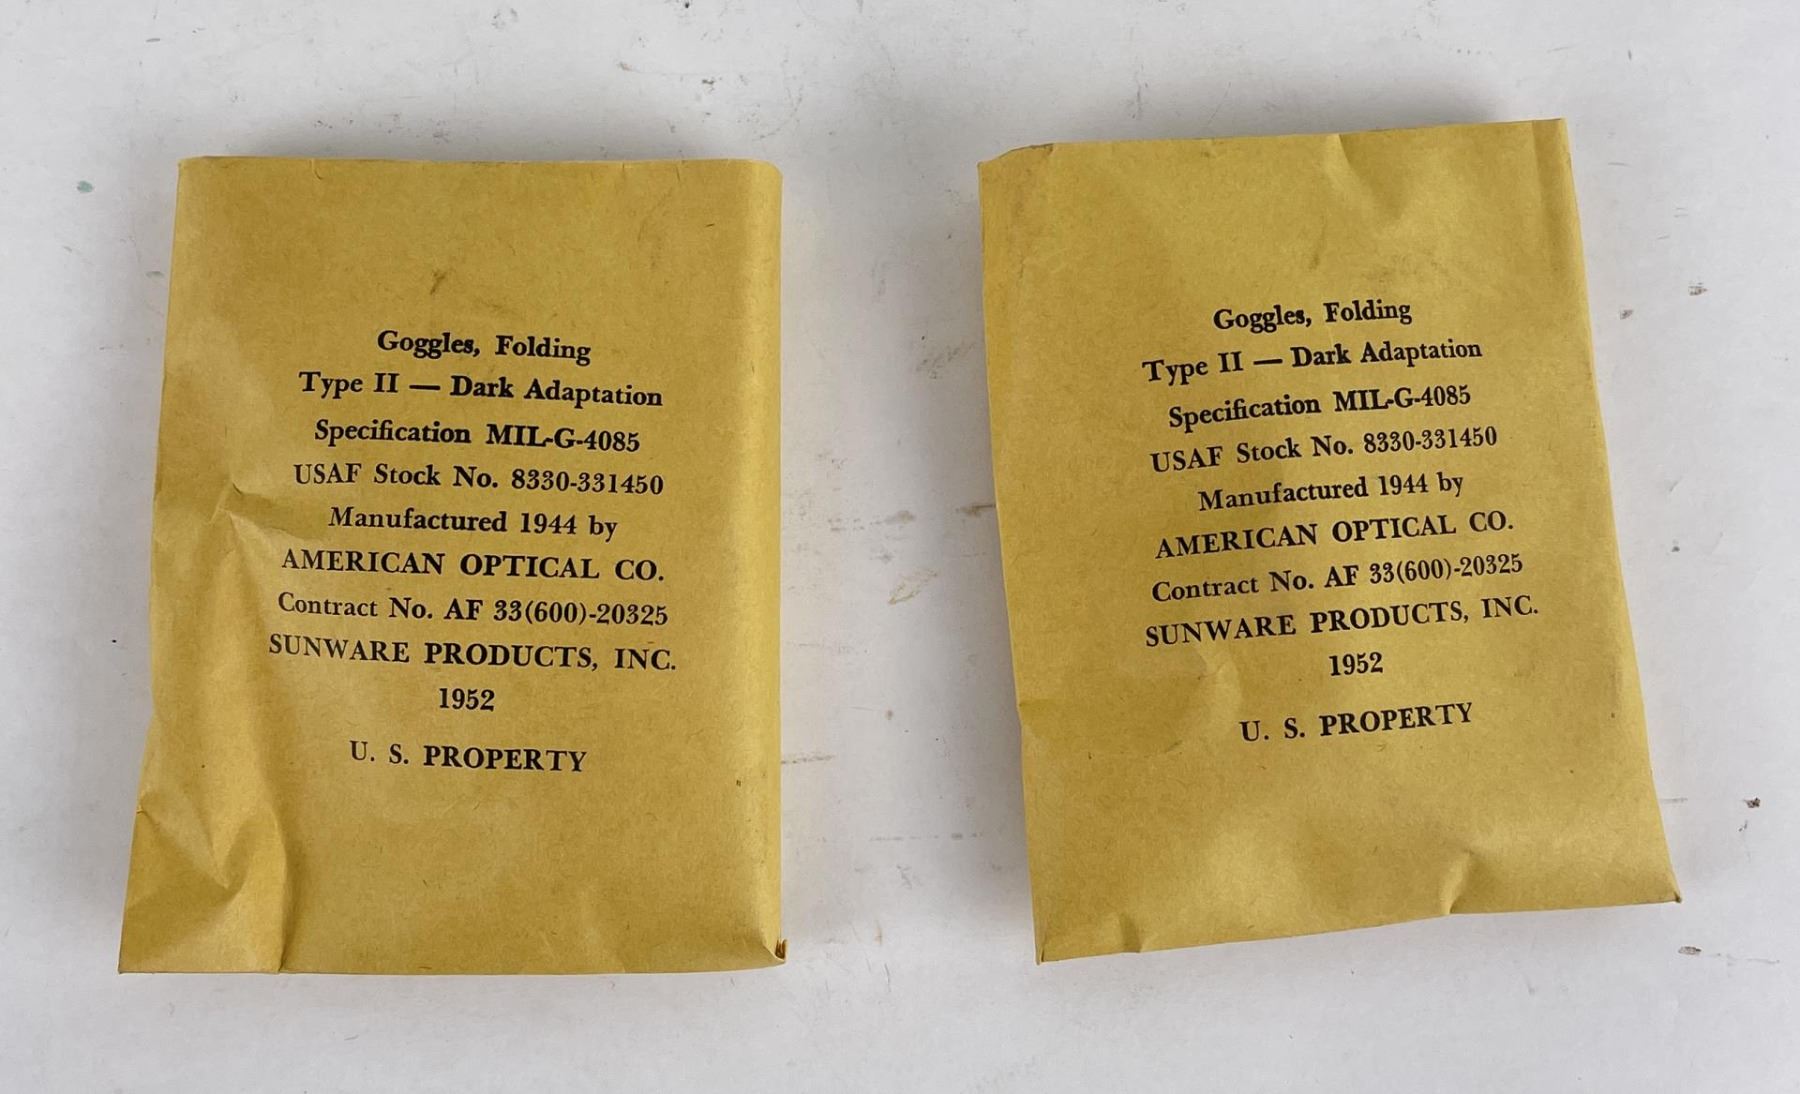 Goggles, Folding
Type II — Dark Adaptation
Specification MIL-G-4085
USAF Stock No. 8330-331450
Manufactured 1944 by
AMERICAN OPTICAL CO.
Contract No. AF 33(600)-20325
SUNWARE PRODUCTS, INC.
1952
U. S. PROPERTY
Goggles, Folding
Type II — Dark Adaptation
Specification MIL-G-4085
USAF Stock No. 8330-331450
Manufactured 1944 by
AMERICAN OPTICAL CO.
Contract No. AF 33(600)-20325
SUNWARE PRODUCTS, INC.
1952
U. S. PROPERTY